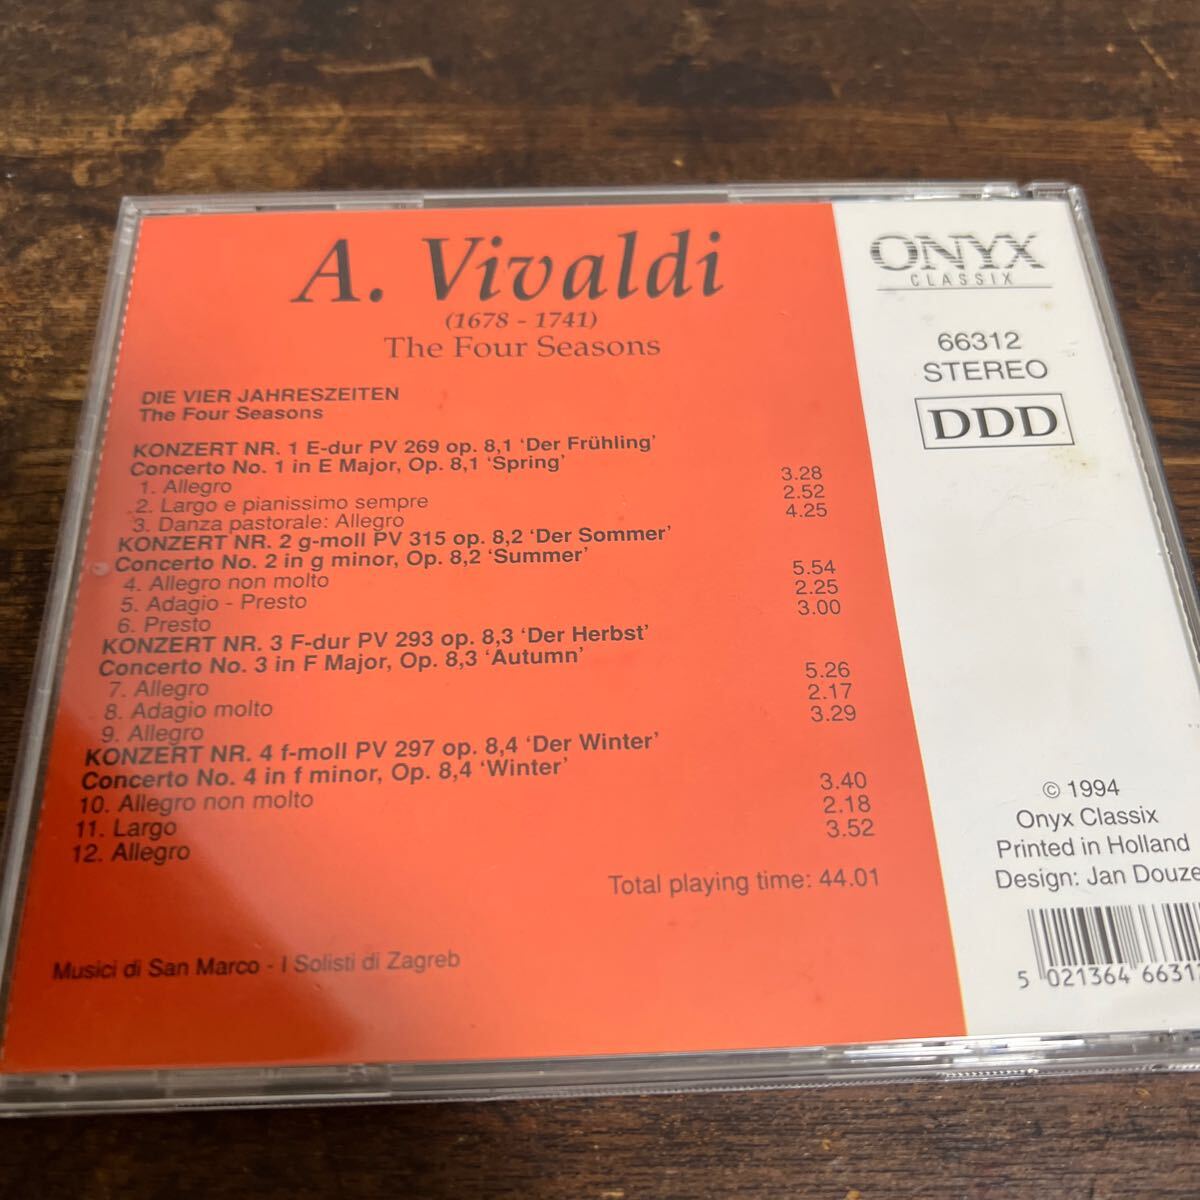 A. Vivaldi
(1678 - 1741)
The Four Seasons
DIE VIER JAHRESZEITEN
The Four Seasons
KONZERT NR. 1 E-dur PV 269 op. 8,1 ‘Der Frühling’
Concerto No. 1 in E Major, Op. 8,1 ‘Spring’
1. Allegro 3.28
2. Largo e pianissimo sempre 2.52
3. Danza pastorale: Allegro 4.25
KONZERT NR. 2 g-moll PV 315 op. 8,2 ‘Der Sommer’
Concerto No. 2 in g minor, Op. 8,2 ‘Summer’
4. Allegro non molto 5.54
5. Adagio - Presto 2.25
6. Presto 3.00
KONZERT NR. 3 F-dur PV 293 op. 8,3 ‘Der Herbst’
Concerto No. 3 in F Major, Op. 8,3 ‘Autumn’
7. Allegro 5.26
8. Adagio molto 2.17
9. Allegro 3.29
KONZERT NR. 4 f-moll PV 297 op. 8,4 ‘Der Winter’
Concerto No. 4 in f minor, Op. 8,4 ‘Winter’
10. Allegro non molto 3.40
11. Largo 2.18
12. Allegro 3.52
Total playing time: 44.01
Musici di San Marco - I Solisti di Zagreb
ONYX
CLASSIX
66312
STEREO
DDD
© 1994
Onyx Classix
Printed in Holland
Design: Jan Douze
5 021364 6631